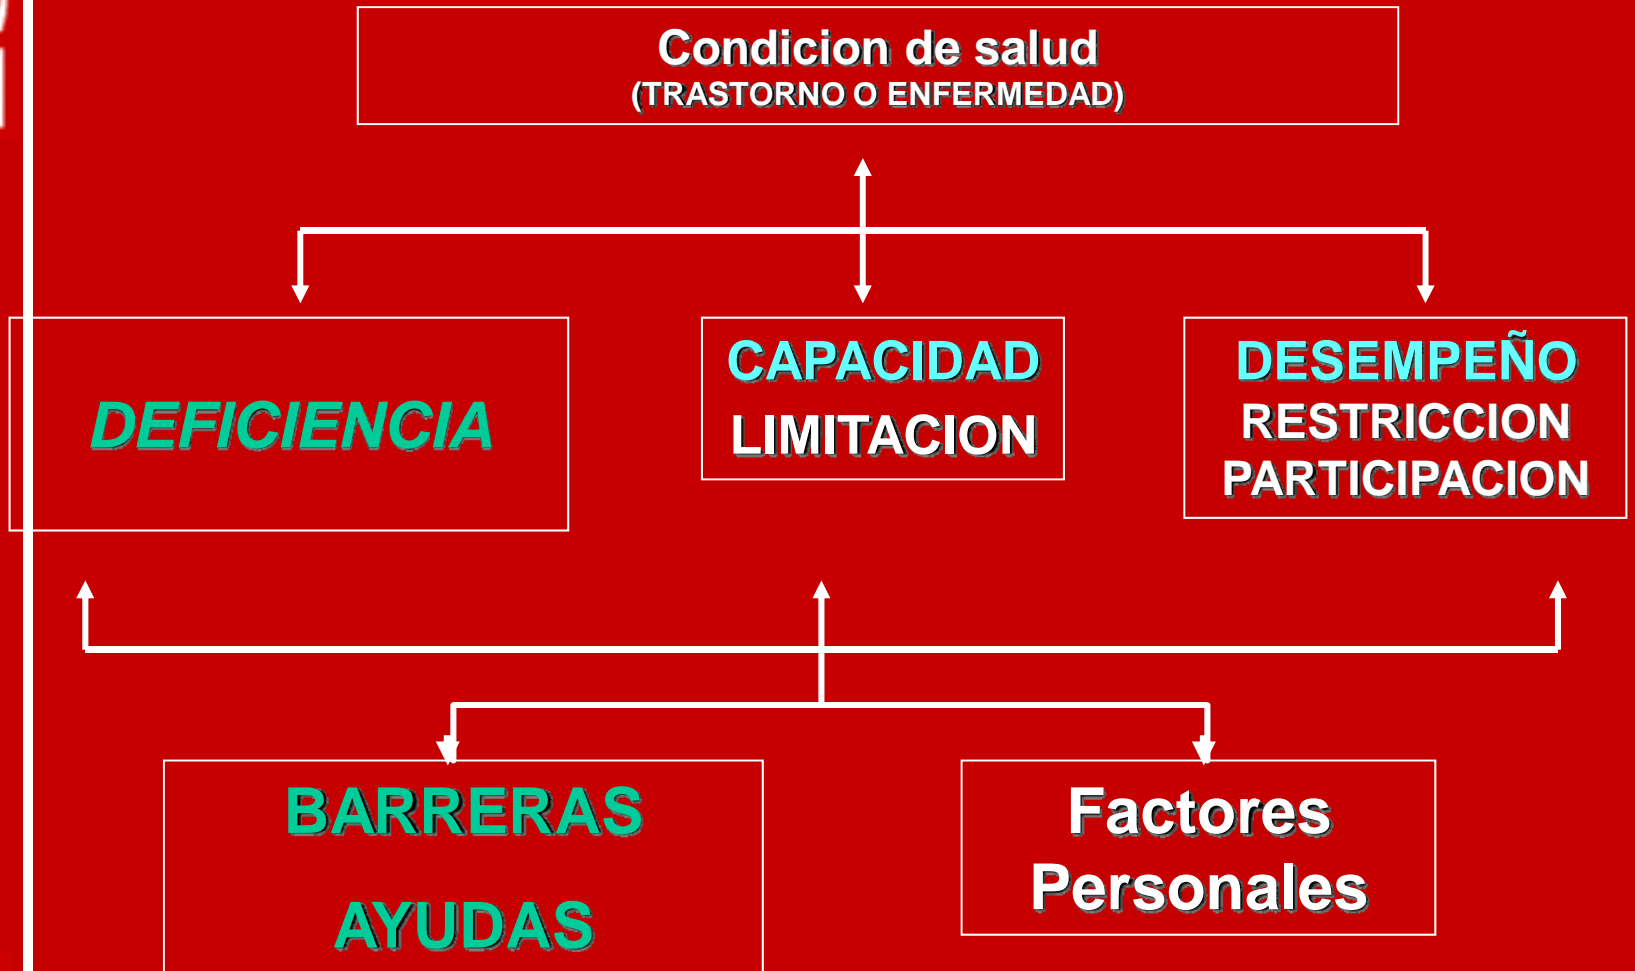 Condicion de salud
(TRASTORNO O ENFERMEDAD)
DEFICIENCIA
CAPACIDAD
LIMITACION
DESEMPEÑO
RESTRICCION
PARTICIPACION
BARRERAS
AYUDAS
Factores
Personales